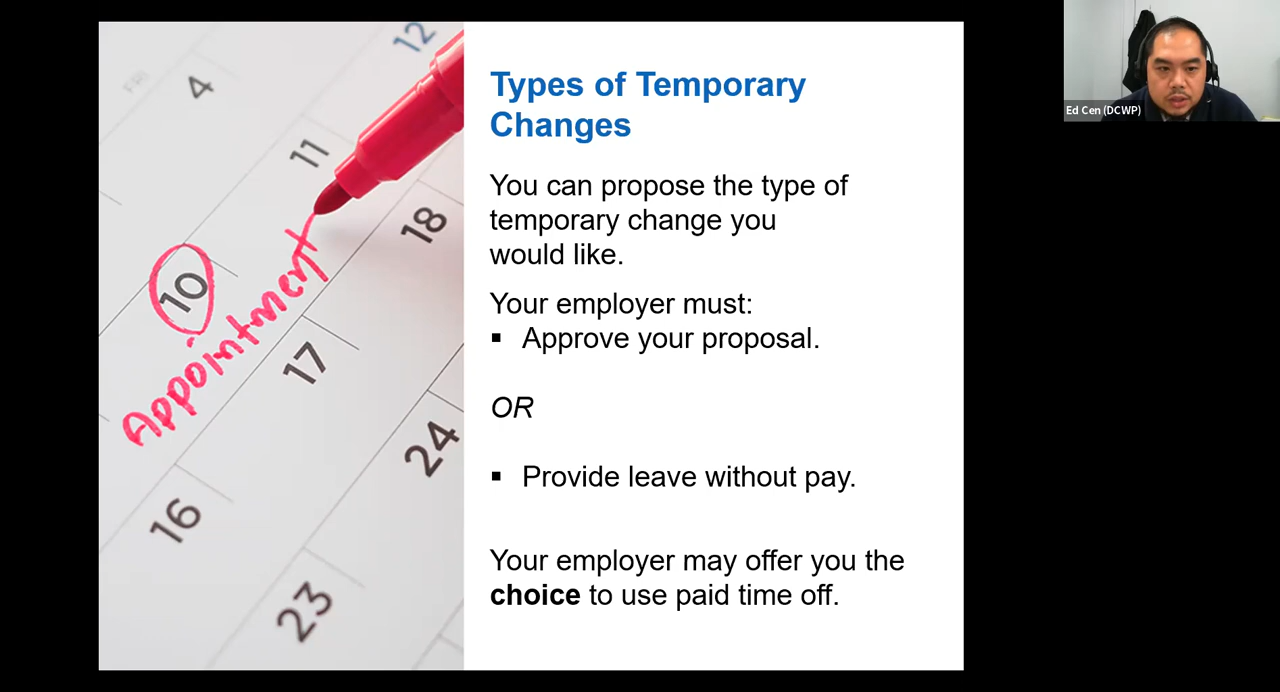 FRI
4
11
12
10
Appointment
18
17
24
16
23
Types of Temporary
Changes
You can propose the type of
temporary change you
would like.
Your employer must:
▪ Approve your proposal.
OR
▪ Provide leave without pay.
Your employer may offer you the
choice to use paid time off.
Ed Cen (DCWP)